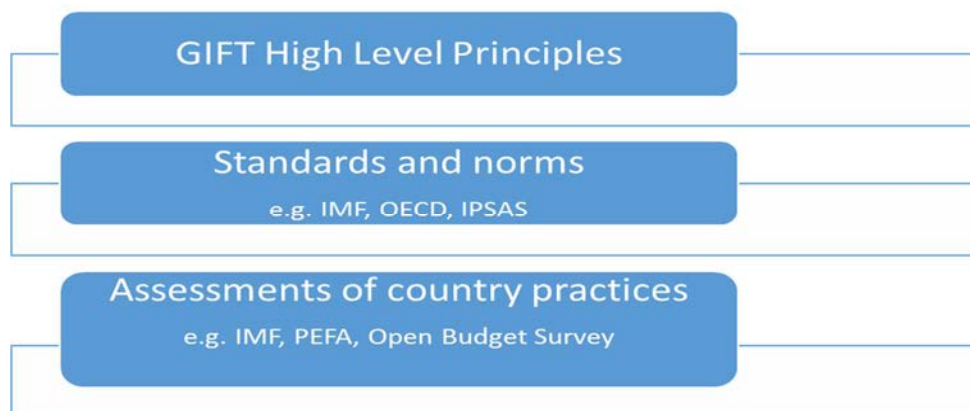 GIFT High Level Principles
Standards and norms
e.g. IMF, OECD, IPSAS
Assessments of country practices
e.g. IMF, PEFA, Open Budget Survey